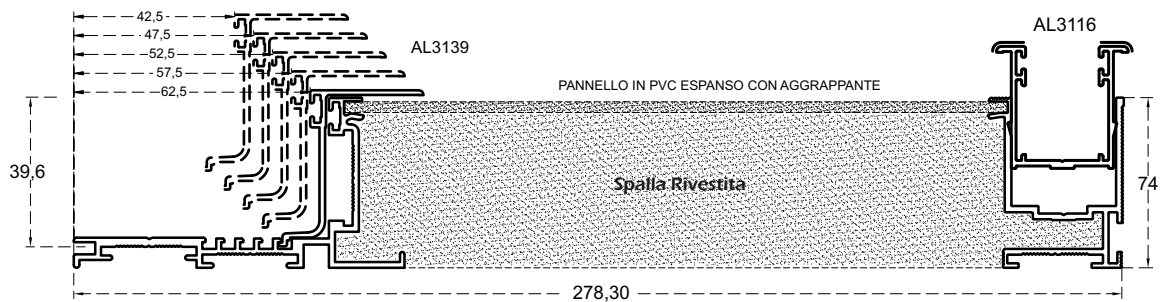 42,5
47,5
52,5
57,5
62,5
AL3139
AL3116
PANNELLO IN PVC ESPANSO CON AGGRAPPANTE
39,6
Spalla Rivestita
74
278,30